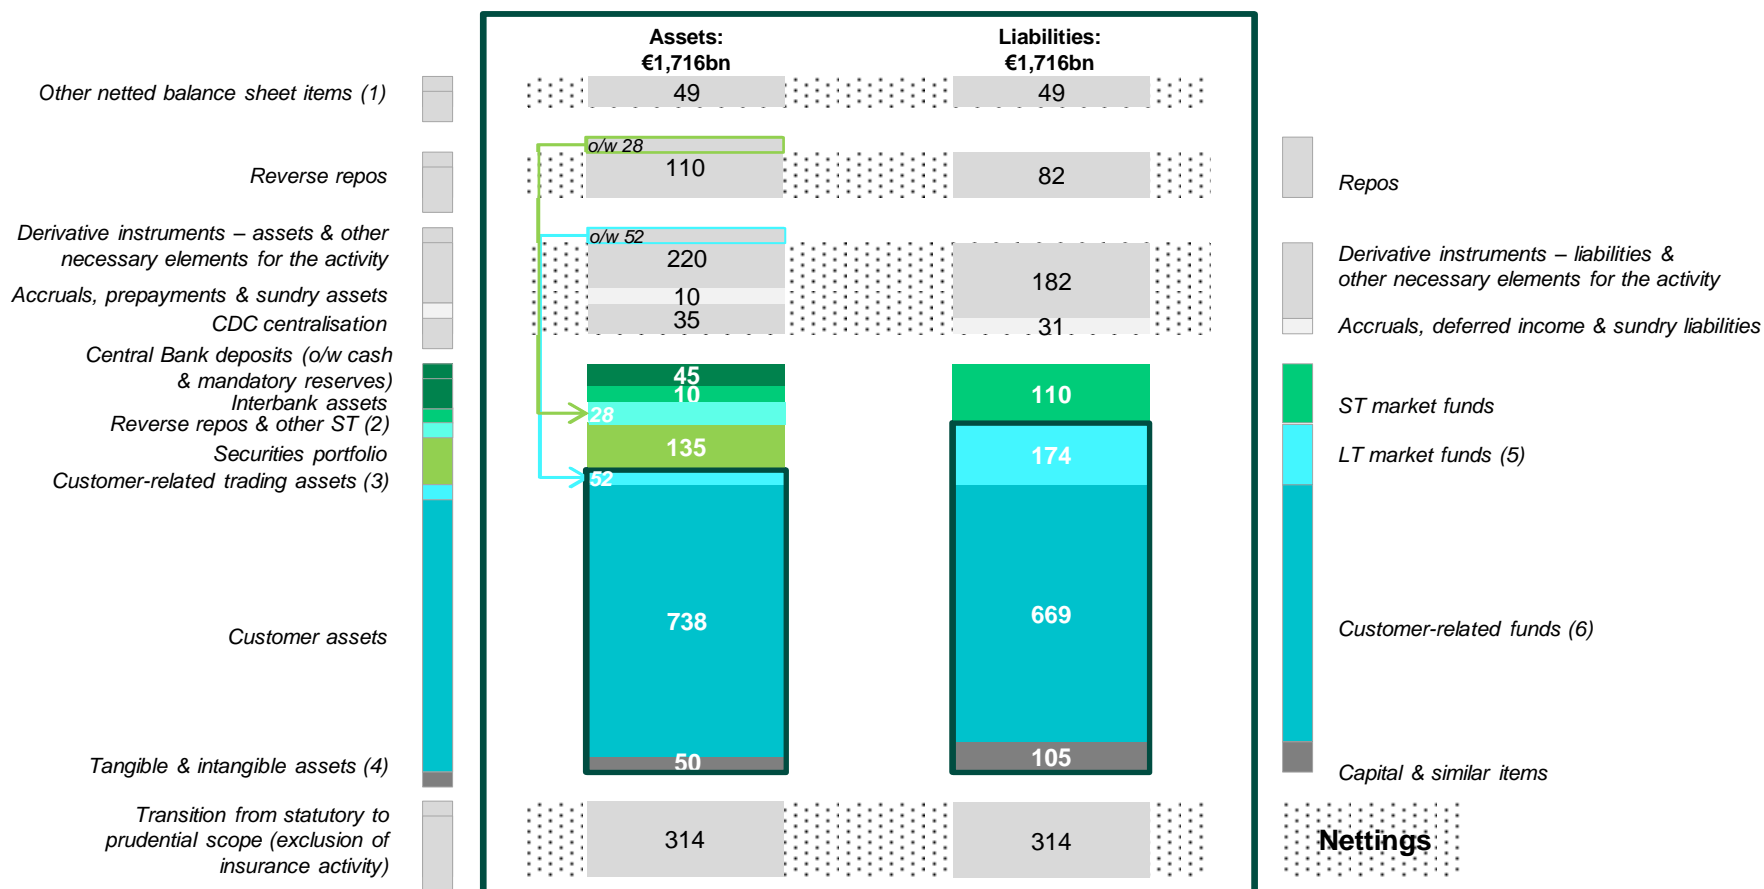 Assets:
€1,716bn
Liabilities:
€1,716bn
Other netted balance sheet items (1)
49
49
o/w 28
Reverse repos
110
82
Repos
Derivative instruments – assets & other
necessary elements for the activity
o/w 52
220
182
Derivative instruments – liabilities &
other necessary elements for the activity
Accruals, prepayments & sundry assets
10
CDC centralisation
35
31
Accruals, deferred income & sundry liabilities
Central Bank deposits (o/w cash
& mandatory reserves)
45
Interbank assets
10
110
ST market funds
Reverse repos & other ST (2)
28
Securities portfolio
135
174
LT market funds (5)
Customer-related trading assets (3)
52
Customer assets
738
669
Customer-related funds (6)
Tangible & intangible assets (4)
50
105
Capital & similar items
Transition from statutory to
prudential scope (exclusion of
insurance activity)
314
314
Nettings